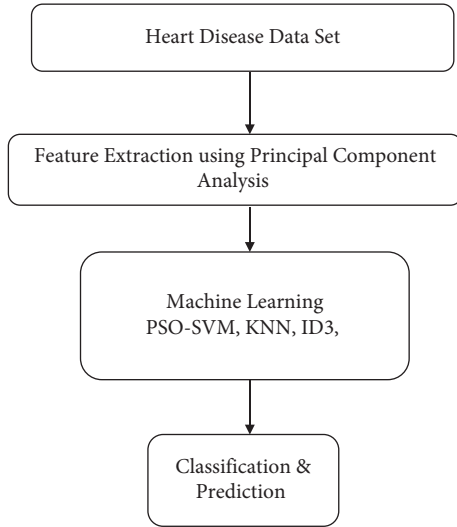 Heart Disease Data Set
Feature Extraction using Principal Component
Analysis
Machine Learning
PSO-SVM, KNN, ID3,
Classification &
Prediction